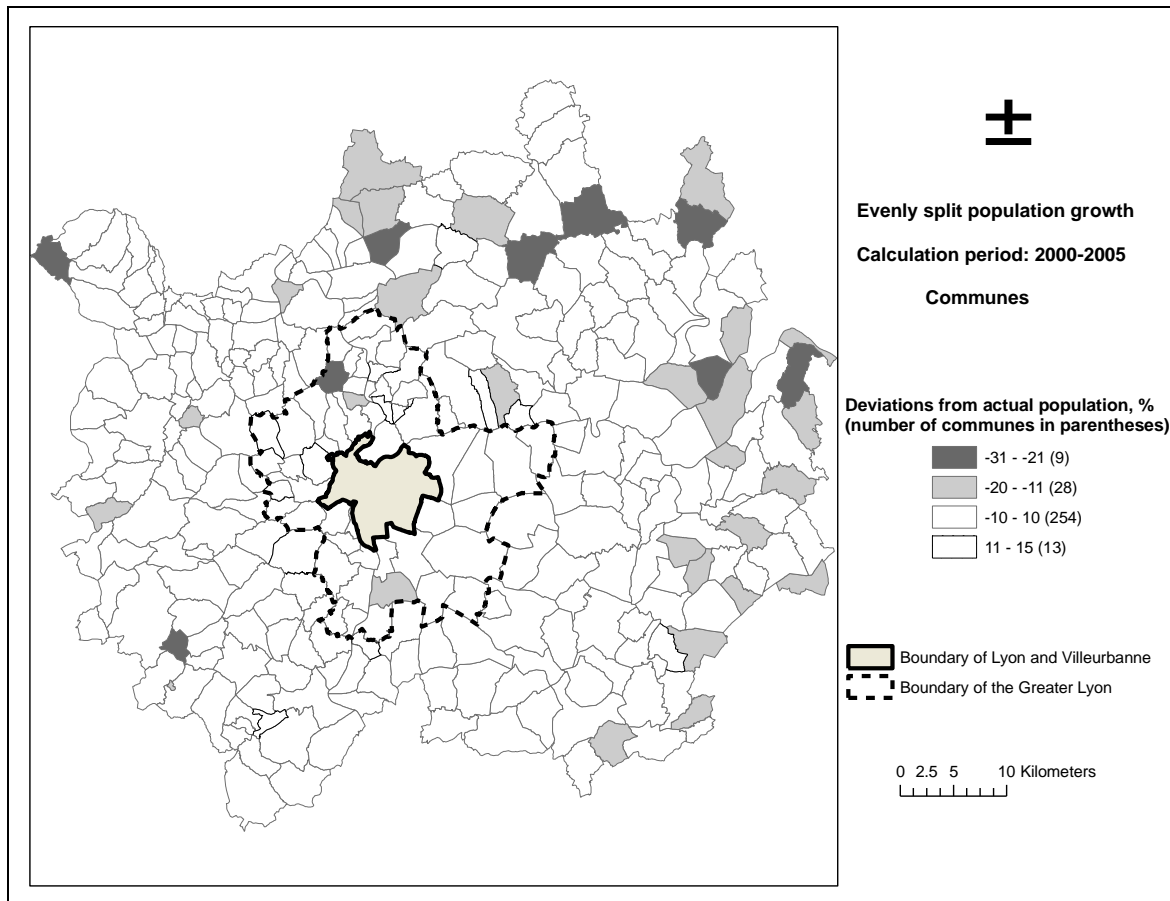 ±
Evenly split population growth
Calculation period: 2000-2005
Communes
Deviations from actual population, %
(number of communes in parentheses)
-31 - -21 (9)
-20 - -11 (28)
-10 - 10 (254)
11 - 15 (13)
Boundary of Lyon and Villeurbanne
Boundary of the Greater Lyon
0 2.5 5 10 Kilometers